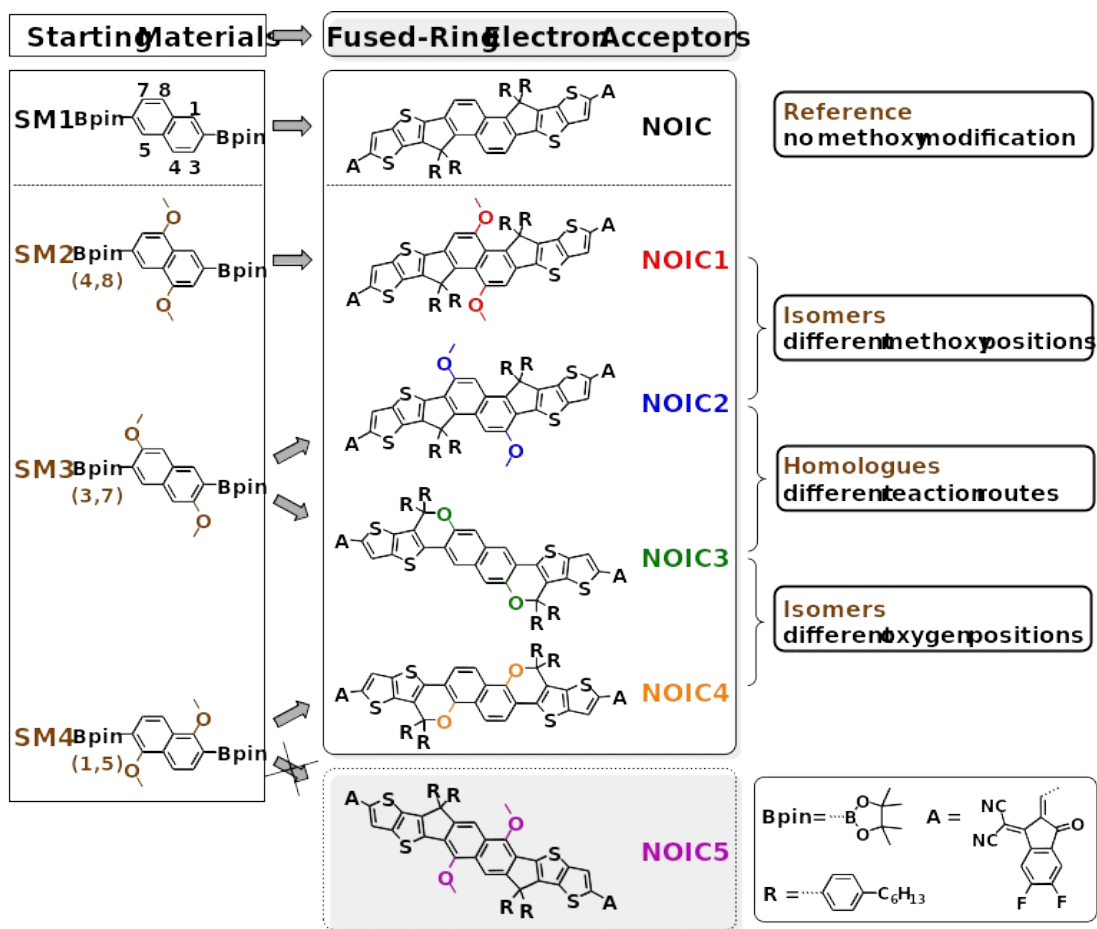 Starting Materials
Fused-Ring Electron Acceptors
SM1
Bpin
7 8
1
5
4 3
Bpin
A
S
S
R R
R R
S
S
A
NOIC
Reference
no methoxy modification
SM2
(4,8)
Bpin
O
O
Bpin
A
S
S
R R
O
O
R R
S
S
A
NOIC1
Isomers
different methoxy positions
A
S
S
R R
O
O
R R
S
S
A
NOIC2
SM3
(3,7)
Bpin
O
O
Bpin
Homologues
different reaction routes
A
S
S
R
R
O
O
R
R
S
S
A
NOIC3
Isomers
different oxygen positions
SM4
(1,5)
Bpin
O
O
Bpin
A
S
S
R
R
O
O
R
R
S
S
A
NOIC4
A
S
S
R R
O
O
R R
S
S
A
NOIC5
Bpin=
B
O
O
A =
NC
NC
O
F
F
R =
C6H13